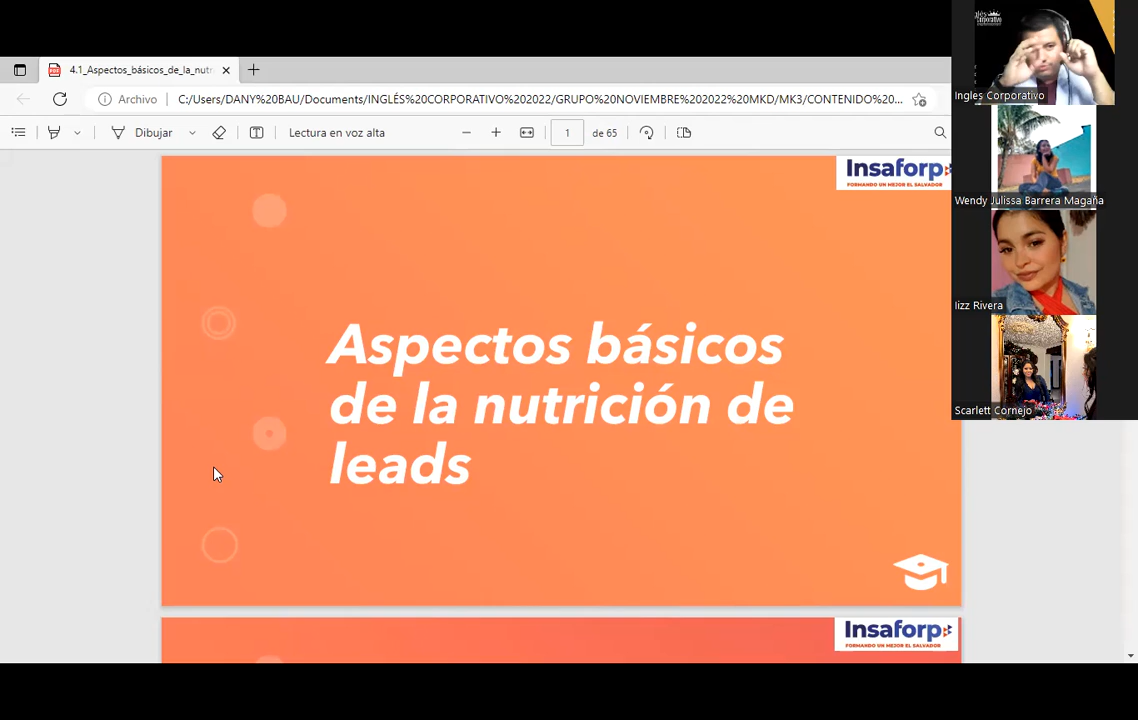 4.1_Aspectos_básicos_de_la_nutr
Archivo
C:/Users/DANY%20BAU/Documents/INGLÉS%20CORPORATIVO%202022/GRUPO%20NOVIEMBRE%202022%20MKD/MK3/CONTENIDO%20...
Dibujar
Lectura en voz alta
1
de 65
Insaforp
FORMANDO UN MEJOR EL SALVADOR
Aspectos básicos
de la nutrición de
leads
Insaforp
FORMANDO UN MEJOR EL SALVADOR
Ingles Corporativo
Wendy Julissa Barrera Magaña
lizz Rivera
Scarlett Cornejo